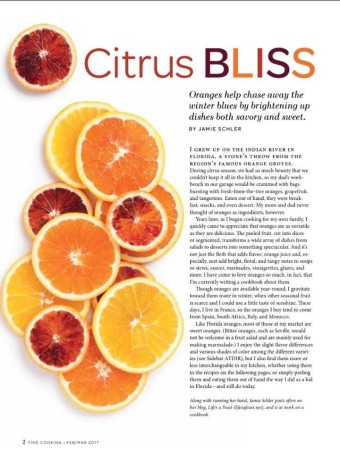 Citrus BLISS
Oranges help chase away the
winter blues by brightening up
dishes both savory and sweet.
BY JAMIE SCHLER
I GREW UP ON THE INDIAN RIVER IN
FLORIDA, A STONE'S THROW FROM THE
REGION'S FAMOUS ORANGE GROVES.
During citrus season, we had so much bounty that we
couldn't keep it all in the kitchen, so my dad's work-
bench in our garage would be crammed with bags
bursting with fresh-from-the-tree oranges, grapefruit,
and tangerines. Eaten out of hand, they were break-
fast, snacks, and even dessert. My mom and dad never
thought of oranges as ingredients, however.
Years later, as I began cooking for my own family, I
quickly came to appreciate that oranges are as versatile
as they are delicious. The peeled fruit, cut into slices
or segmented, transforms a wide array of dishes from
salads to desserts into something spectacular. And it's
not just the flesh that adds flavor; orange juice and, es-
pecially, zest add bright, floral, and tangy notes to soups
or stews, sauces, marinades, vinaigrettes, glazes, and
more. I have come to love oranges so much, in fact, that
I'm currently writing a cookbook about them.
Though oranges are available year-round, I gravitate
toward them more in winter, when other seasonal fruit
is scarce and I could use a little taste of sunshine. These
days, I live in France, so the oranges I buy tend to come
from Spain, South Africa, Italy, and Morocco.
Like Florida oranges, most of those at my market are
sweet oranges. (Bitter oranges, such as Seville, would
not be welcome in a fruit salad and are mainly used for
making marmalade.) I enjoy the slight flavor differences
and various shades of color among the different variet-
ies (see Sidebar ATDIR), but I also find them more or
less interchangeable in my kitchen, whether using them
in the recipes on the following pages, or simply peeling
them and eating them out of hand the way I did as a kid
in Florida—and still do today.
Along with running her hotel, Jamie Schler posts often on
her blog, Life's a Feast (lifesafeast.net), and is at work on a
cookbook.
2 FINE COOKING | FEB/MAR 2017